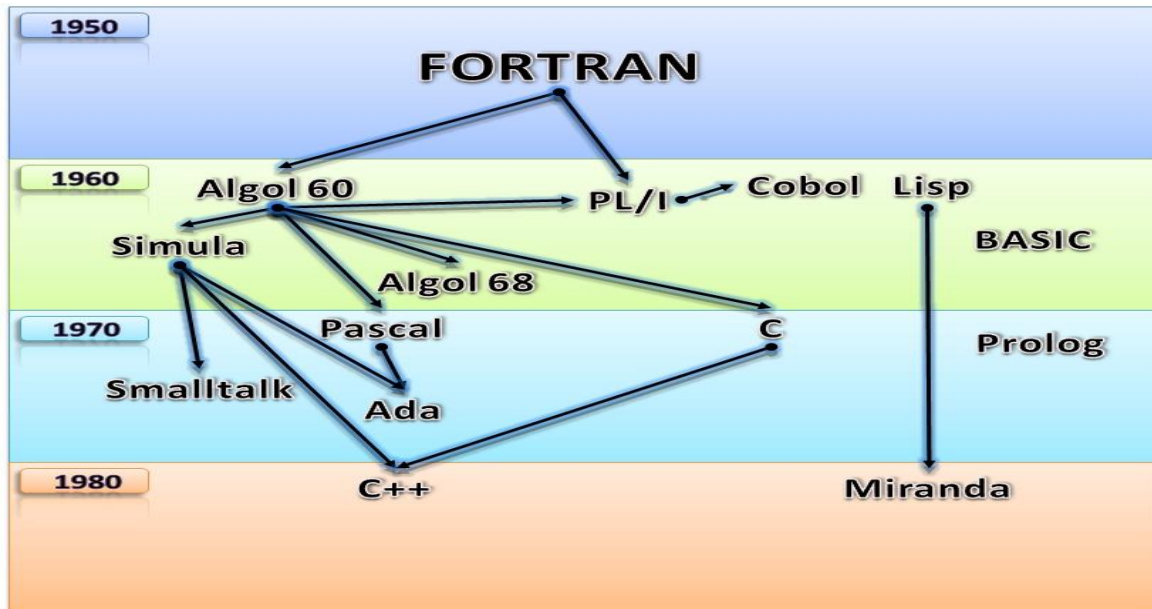 1950
FORTRAN
1960
Algol 60
PL/I
Cobol
Lisp
Simula
BASIC
Algol 68
1970
Pascal
C
Prolog
Smalltalk
Ada
1980
C++
Miranda